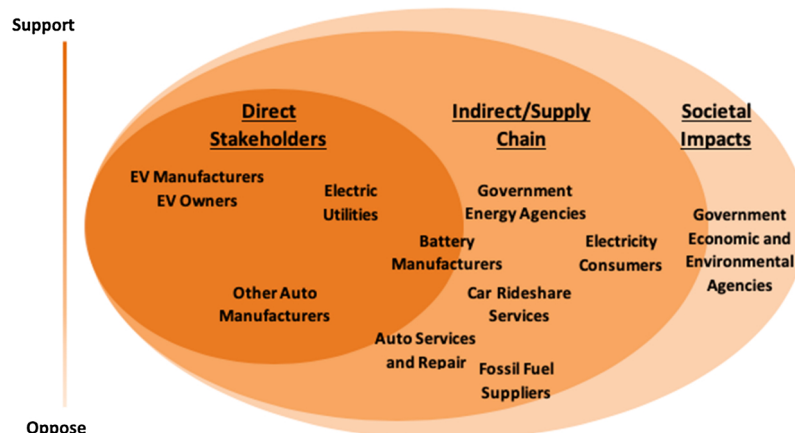 Support
Direct
Stakeholders
Indirect/Supply
Chain
Societal
Impacts
EV Manufacturers
EV Owners
Electric
Utilities
Government
Energy Agencies
Government
Economic and
Environmental
Agencies
Battery
Manufacturers
Electricity
Consumers
Other Auto
Manufacturers
Car Rideshare
Services
Auto Services
and Repair
Fossil Fuel
Suppliers
Oppose